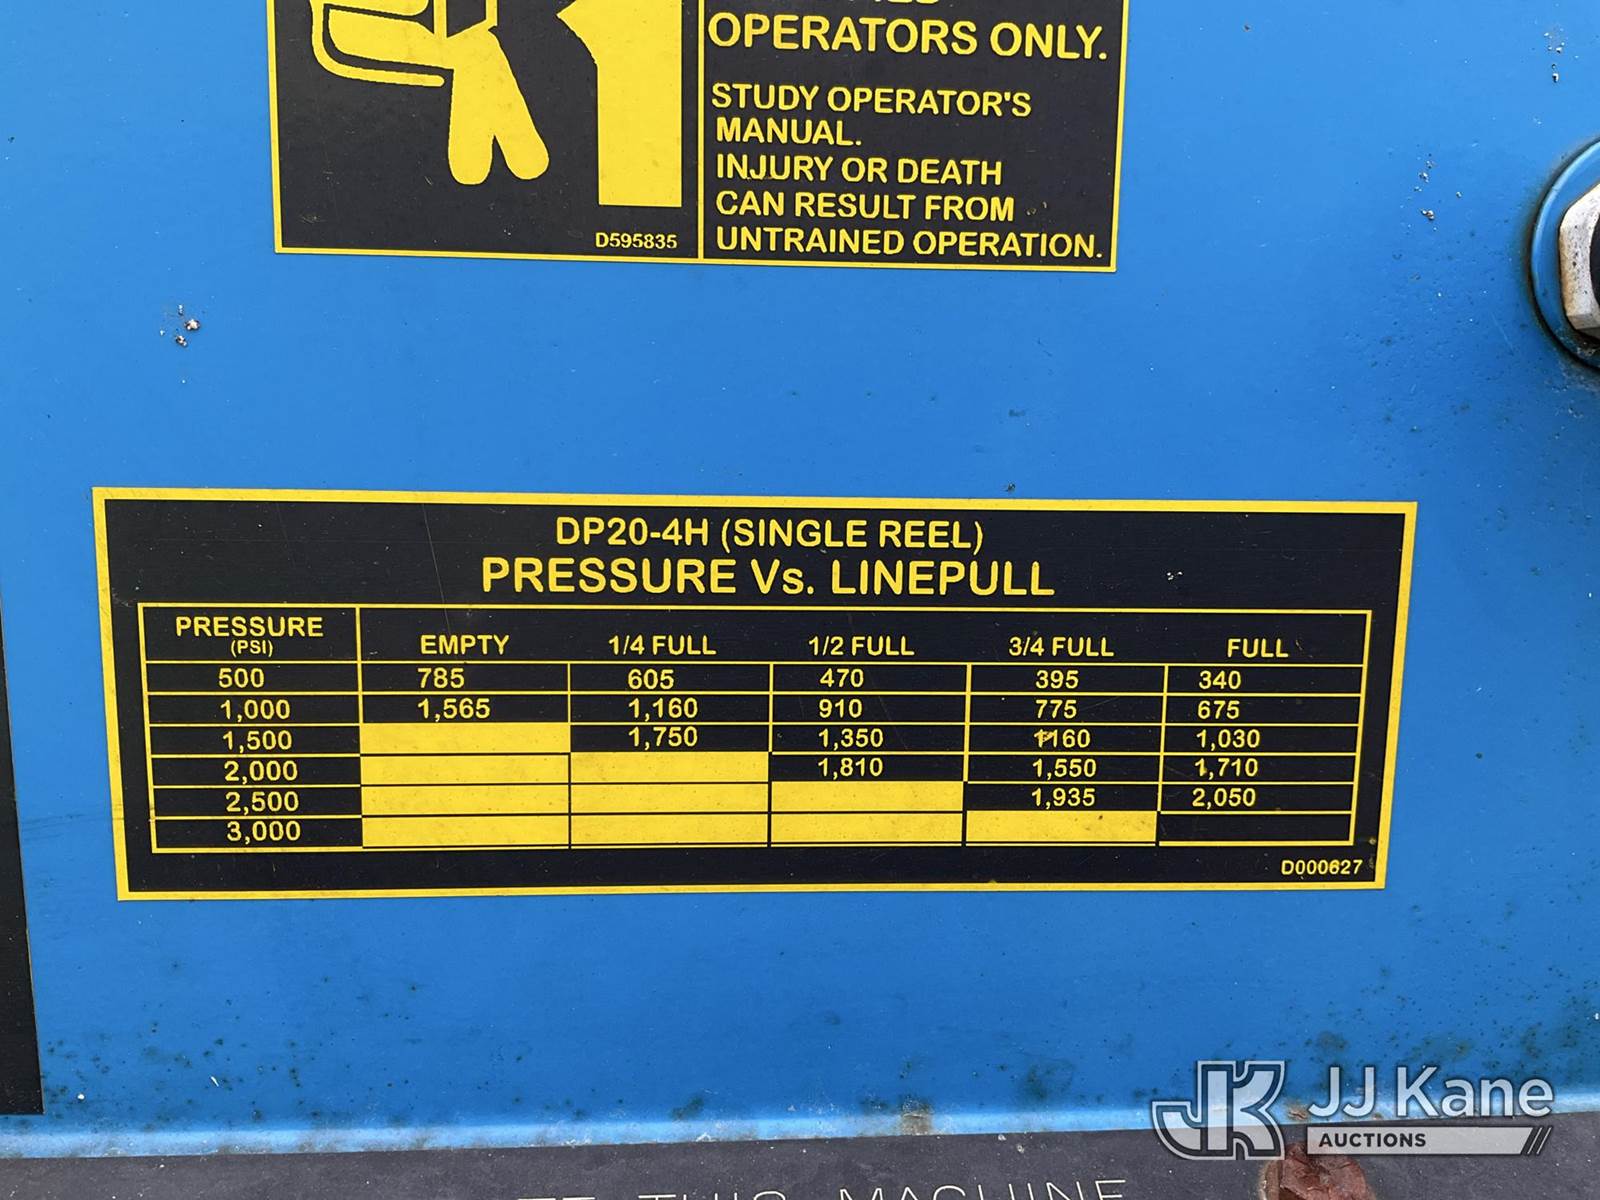 OPERATORS ONLY.
STUDY OPERATOR'S
MANUAL.
INJURY OR DEATH
CAN RESULT FROM
UNTRAINED OPERATION.
D595835
DP20-4H (SINGLE REEL)
PRESSURE Vs. LINEPULL
PRESSURE (PSI) EMPTY 1/4 FULL 1/2 FULL 3/4 FULL FULL
500 785 605 470 395 340
1,000 1,565 1,160 910 775 675
1,500 1,750 1,350 1160 1,030
2,000 1,810 1,550 1,710
2,500 1,935 2,050
3,000
D000627
JK JJ Kane
AUCTIONS
THIS MACHINE